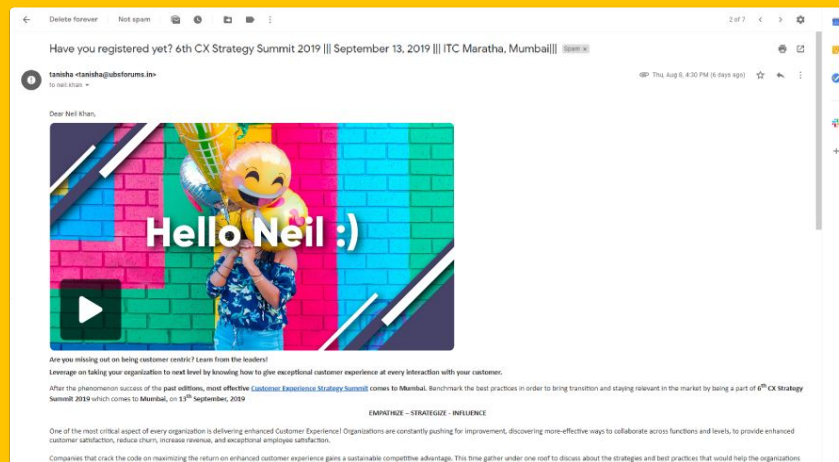 Delete forever Not spam 2 of 7
Have you registered yet? 6th CX Strategy Summit 2019 ||| September 13, 2019 ||| ITC Maratha, Mumbai||| Spam x
tanisha <tanisha@ubsforums.in> Thu, Aug 8, 4:20 PM (6 days ago)
to neil khan
Dear Neil Khan,
Hello Neil :)
Are you missing out on being customer centric? Learn from the leaders!
Leverage on taking your organization to next level by knowing how to give exceptional customer experience at every interaction with your customer.
After the phenomenon success of the past editions, most effective Customer Experience Strategy Summit comes to Mumbai. Benchmark the best practices in order to bring transition and staying relevant in the market by being a part of 6th CX Strategy
Summit 2019 which comes to Mumbai, on 13th September, 2019
EMPATHIZE – STRATEGIZE - INFLUENCE
One of the most critical aspect of every organization is delivering enhanced Customer Experience! Organizations are constantly pushing for improvement, discovering more-effective ways to collaborate across functions and levels, to provide enhanced
customer satisfaction, reduce churn, increase revenue, and exceptional employee satisfaction.
Companies that crack the code on maximizing the return on enhanced customer experience gains a sustainable competitive advantage. This time gather under one roof to discuss about the strategies and best practices that would help the organizations